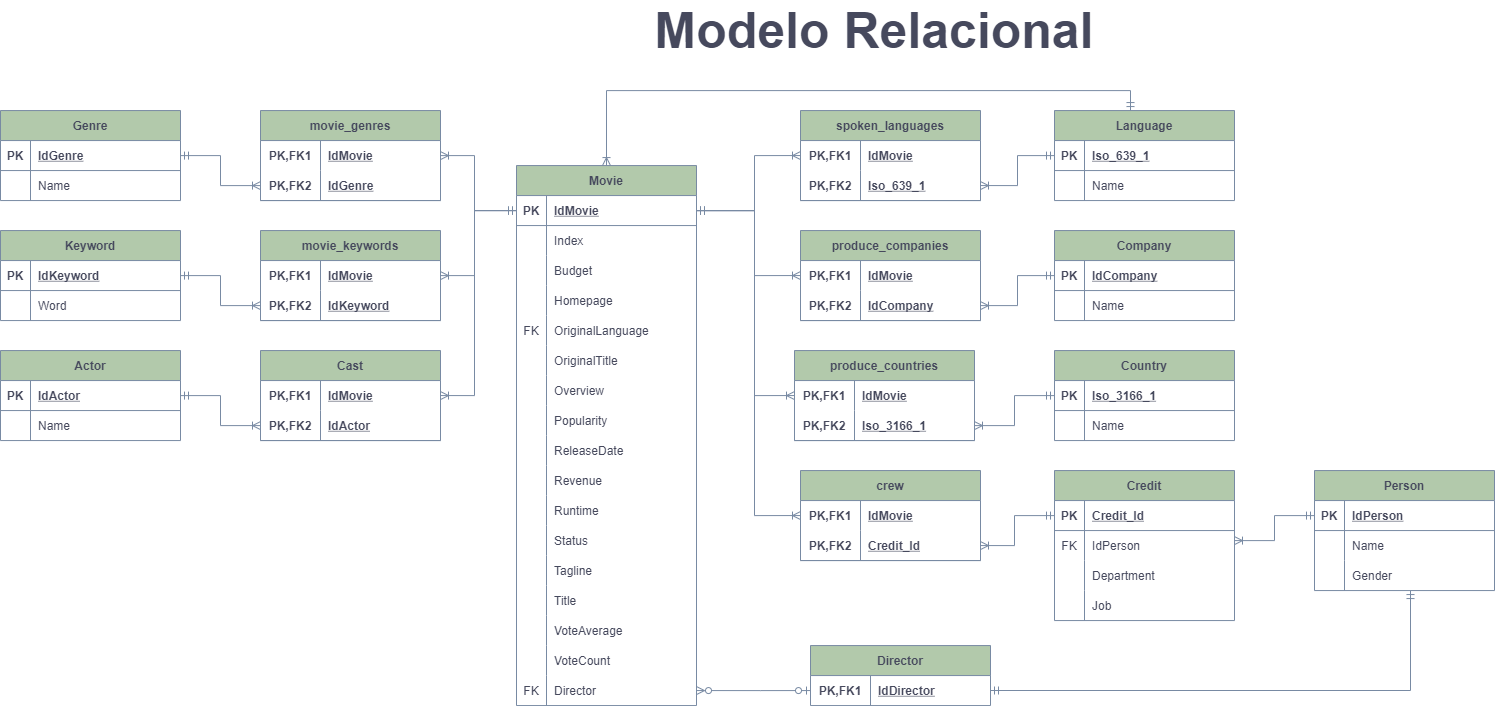 Modelo Relacional
Genre
PK IdGenre
Name
movie_genres
PK,FK1 IdMovie
PK,FK2 IdGenre
Keyword
PK IdKeyword
Word
movie_keywords
PK,FK1 IdMovie
PK,FK2 IdKeyword
Actor
PK IdActor
Name
Cast
PK,FK1 IdMovie
PK,FK2 IdActor
Movie
PK IdMovie
Index
Budget
Homepage
FK OriginalLanguage
OriginalTitle
Overview
Popularity
ReleaseDate
Revenue
Runtime
Status
Tagline
Title
VoteAverage
VoteCount
FK Director
spoken_languages
PK,FK1 IdMovie
PK,FK2 Iso_639_1
Language
PK Iso_639_1
Name
produce_companies
PK,FK1 IdMovie
PK,FK2 IdCompany
Company
PK IdCompany
Name
produce_countries
PK,FK1 IdMovie
PK,FK2 Iso_3166_1
Country
PK Iso_3166_1
Name
crew
PK,FK1 IdMovie
PK,FK2 Credit_Id
Credit
PK Credit_Id
FK IdPerson
Department
Job
Person
PK IdPerson
Name
Gender
Director
PK,FK1 IdDirector